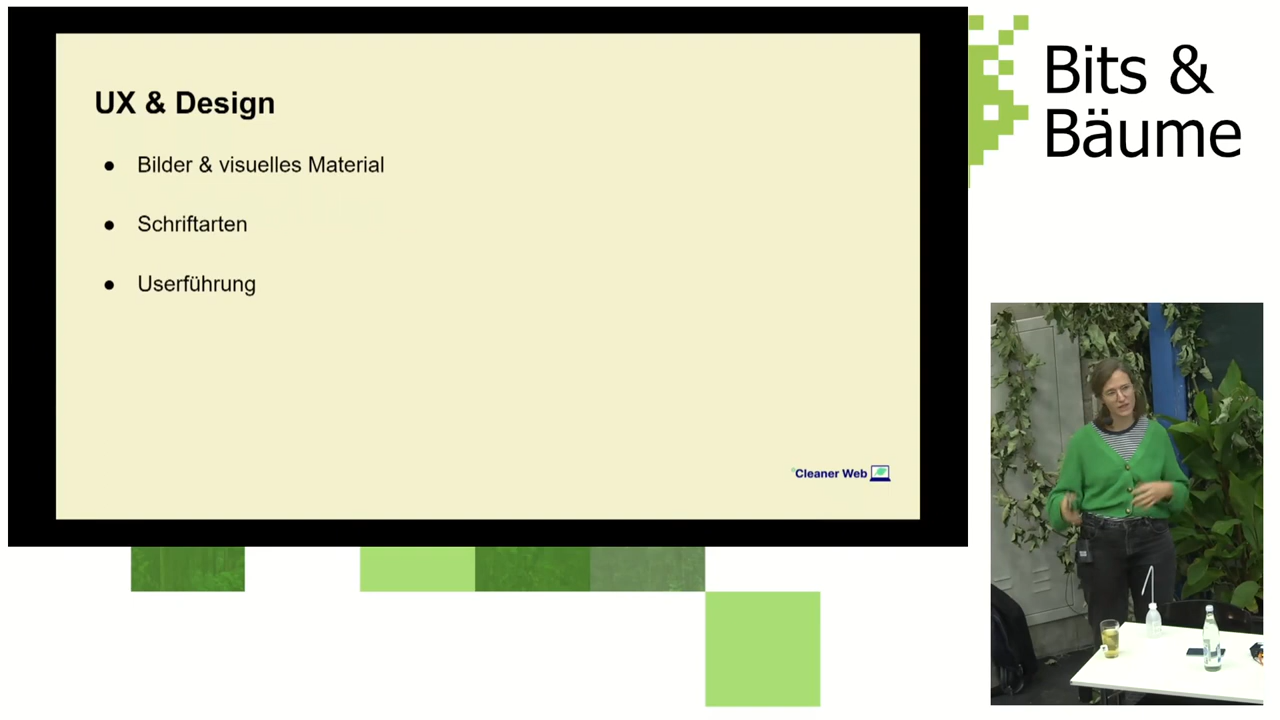 UX & Design
● Bilder & visuelles Material
● Schriftarten
● Userführung
Cleaner Web
Bits &
Bäume